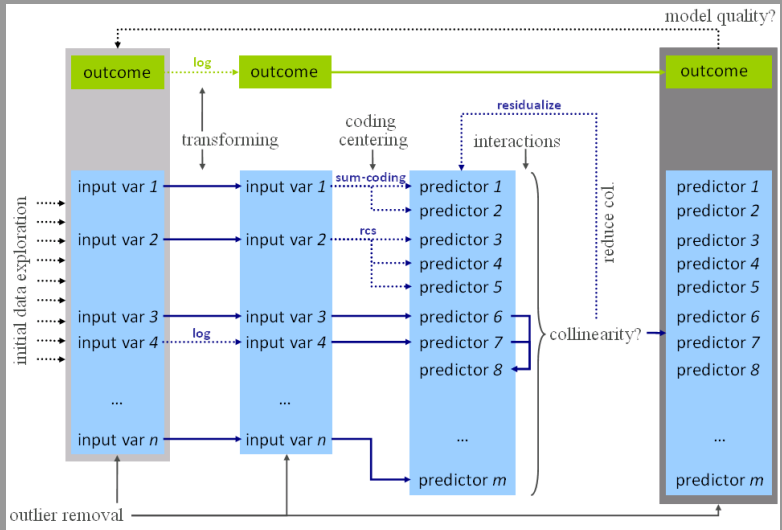 model quality?
outcome
log
outcome
outcome
transforming
coding
centering
residualize
interactions
initial data exploration
input var 1
input var 2
input var 3
input var 4
...
input var n
log
input var 1
input var 2
input var 3
input var 4
...
input var n
sum-coding
rcs
predictor 1
predictor 2
predictor 3
predictor 4
predictor 5
predictor 6
predictor 7
predictor 8
...
predictor m
reduce col.
collinearity?
predictor 1
predictor 2
predictor 3
predictor 4
predictor 5
predictor 6
predictor 7
predictor 8
...
predictor m
outlier removal